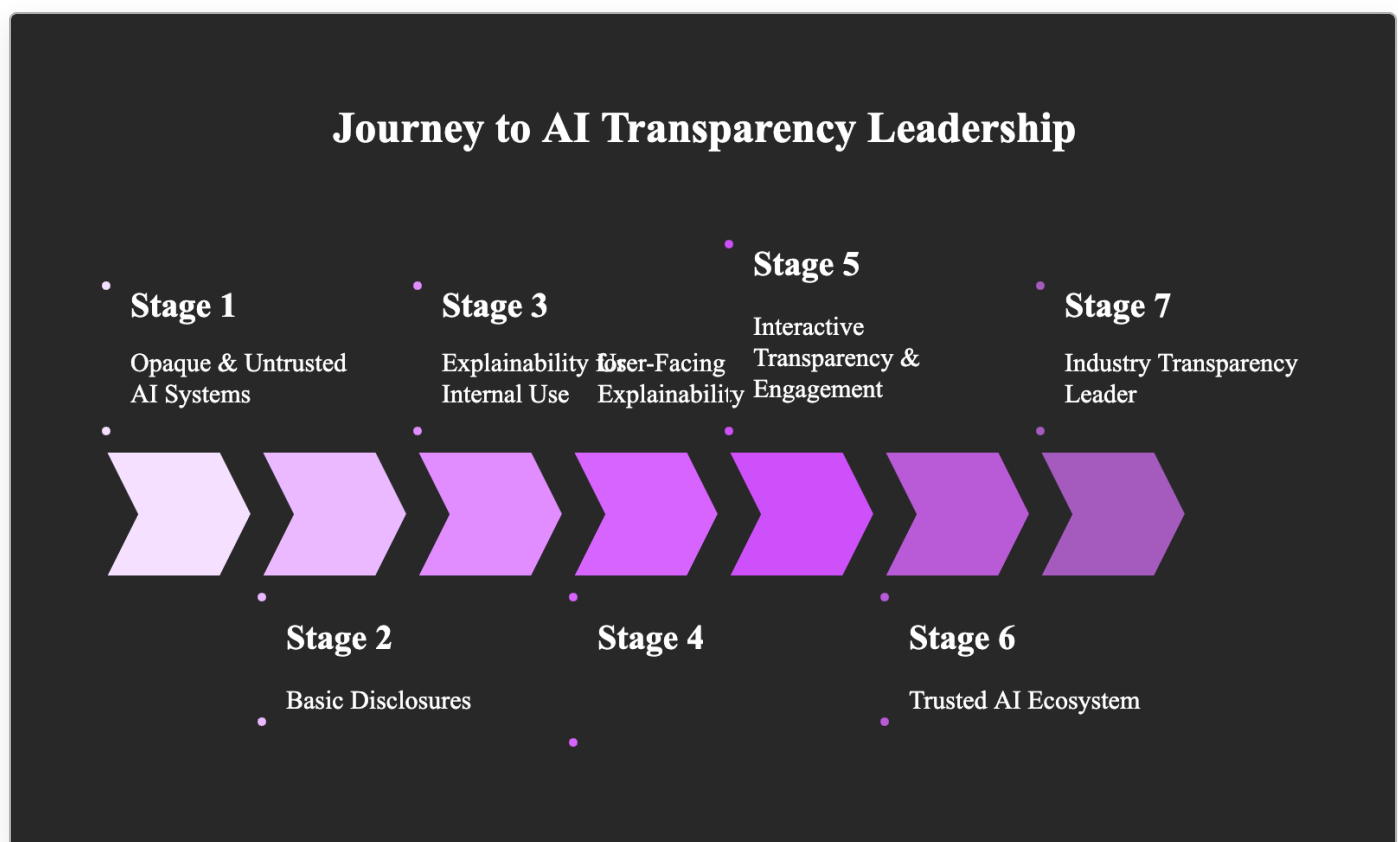 Journey to AI Transparency Leadership
Stage 1
Opaque & Untrusted
AI Systems
Stage 2
Basic Disclosures
Stage 3
Explainability for
Internal Use
Stage 4
User-Facing
Explainability
Stage 5
Interactive
Transparency &
Engagement
Stage 6
Trusted AI Ecosystem
Stage 7
Industry Transparency
Leader